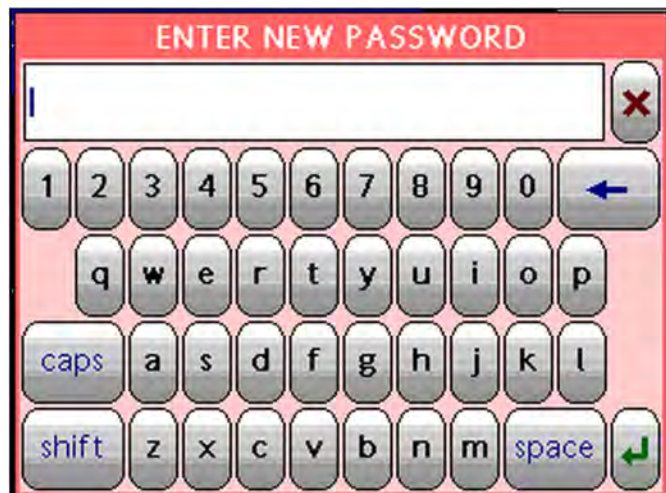 ENTER NEW PASSWORD
1 2 3 4 5 6 7 8 9 0
q w e r t y u i o p
caps a s d f g h j k l
shift z x c v b n m space